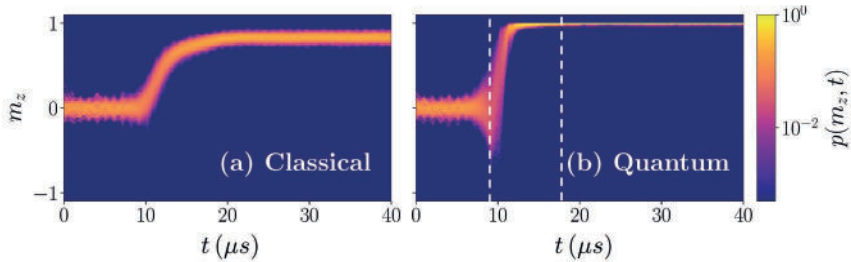 1
0
−1
m_z
(a) Classical
0 10 20 30 40
t (μs)
(b) Quantum
0 10 20 30 40
t (μs)
10^0
10^−2
p(m_z, t)